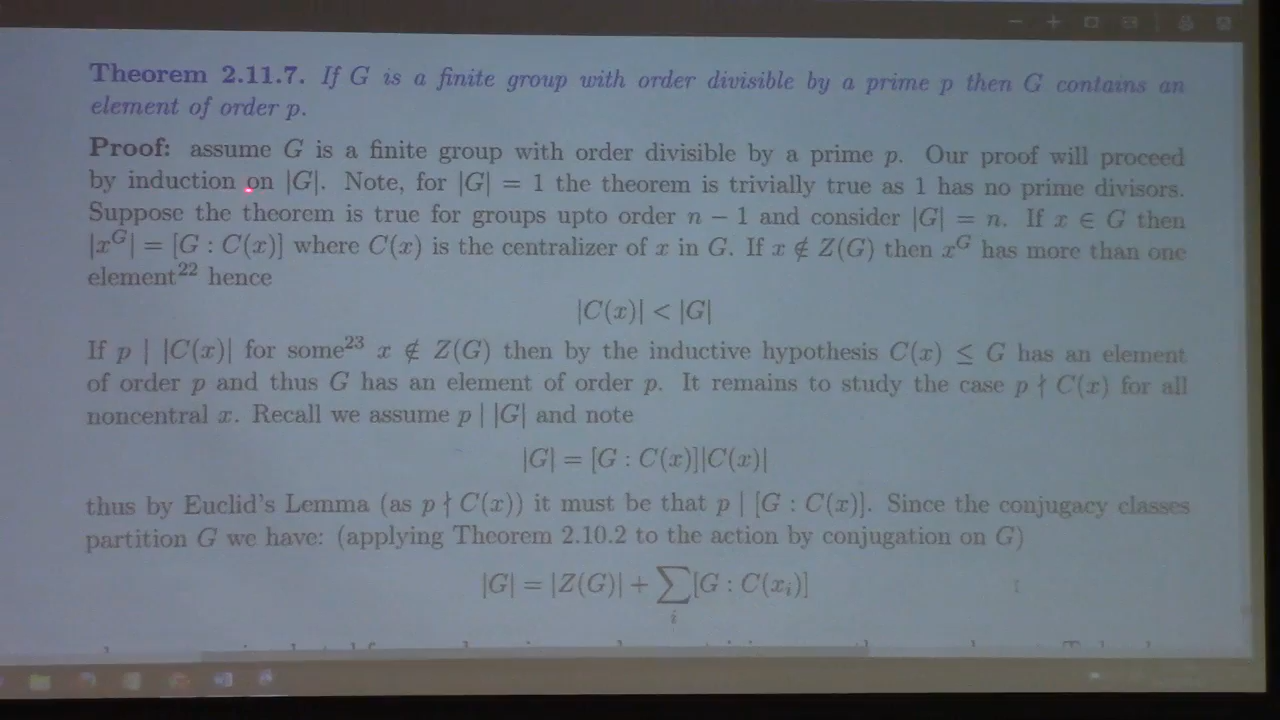 Theorem 2.11.7. If G is a finite group with order divisible by a prime p then G contains an
element of order p.
Proof: assume G is a finite group with order divisible by a prime p. Our proof will proceed
by induction on |G|. Note, for |G| = 1 the theorem is trivially true as 1 has no prime divisors.
Suppose the theorem is true for groups upto order n − 1 and consider |G| = n. If x ∈ G then
|x^G| = [G : C(x)] where C(x) is the centralizer of x in G. If x ∉ Z(G) then x^G has more than one
element²² hence
|C(x)| < |G|
If p | |C(x)| for some²³ x ∉ Z(G) then by the inductive hypothesis C(x) ≤ G has an element
of order p and thus G has an element of order p. It remains to study the case p ∤ C(x) for all
noncentral x. Recall we assume p | |G| and note
|G| = [G : C(x)]|C(x)|
thus by Euclid's Lemma (as p ∤ C(x)) it must be that p | [G : C(x)]. Since the conjugacy classes
partition G we have: (applying Theorem 2.10.2 to the action by conjugation on G)
|G| = |Z(G)| + ∑[G : C(xᵢ)]
i